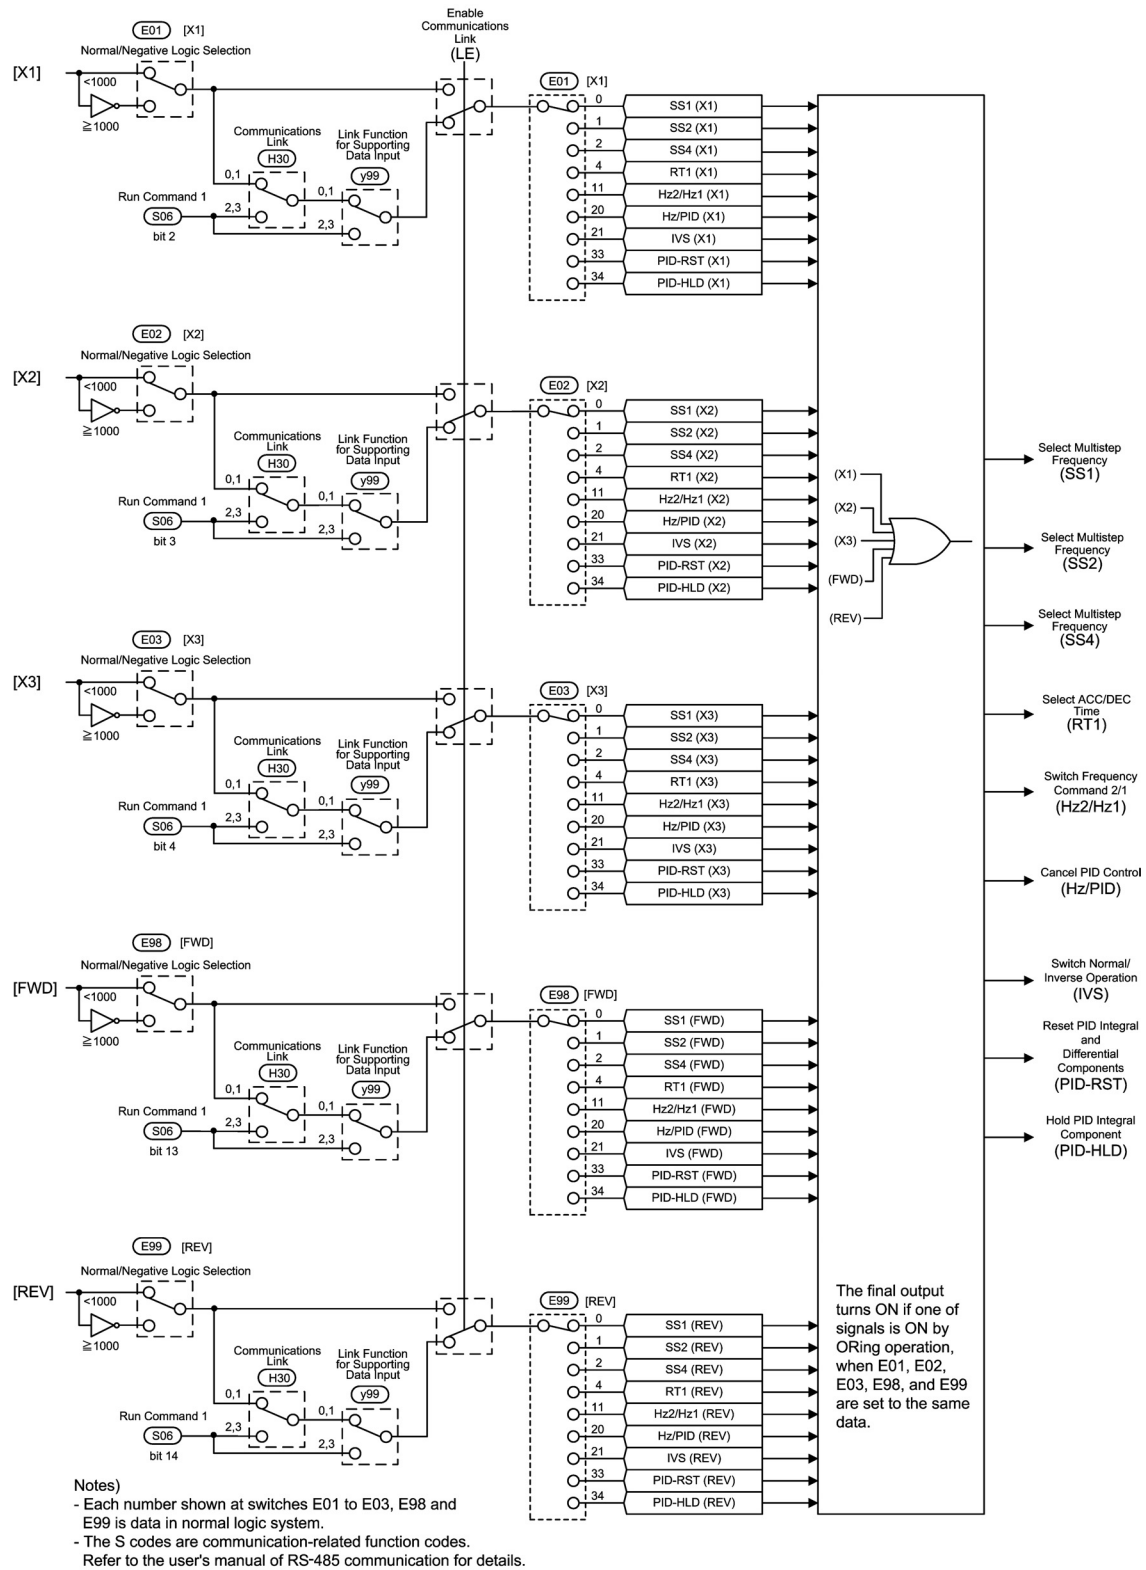 Enable
Communications
Link
(LE)
E01 [X1]
Normal/Negative Logic Selection
[X1]
<1000
≧1000
Communications
Link
H30
Link Function
for Supporting
Data Input
y99
0,1
0,1
Run Command 1
S06
2,3
2,3
bit 2
E01 [X1]
0 SS1 (X1)
1 SS2 (X1)
2 SS4 (X1)
4 RT1 (X1)
11 Hz2/Hz1 (X1)
20 Hz/PID (X1)
21 IVS (X1)
33 PID-RST (X1)
34 PID-HLD (X1)
E02 [X2]
Normal/Negative Logic Selection
[X2]
<1000
≧1000
Communications
Link
H30
Link Function
for Supporting
Data Input
y99
0,1
0,1
Run Command 1
S06
2,3
2,3
bit 3
E02 [X2]
0 SS1 (X2)
1 SS2 (X2)
2 SS4 (X2)
4 RT1 (X2)
11 Hz2/Hz1 (X2)
20 Hz/PID (X2)
21 IVS (X2)
33 PID-RST (X2)
34 PID-HLD (X2)
E03 [X3]
Normal/Negative Logic Selection
[X3]
<1000
≧1000
Communications
Link
H30
Link Function
for Supporting
Data Input
y99
0,1
0,1
Run Command 1
S06
2,3
2,3
bit 4
E03 [X3]
0 SS1 (X3)
1 SS2 (X3)
2 SS4 (X3)
4 RT1 (X3)
11 Hz2/Hz1 (X3)
20 Hz/PID (X3)
21 IVS (X3)
33 PID-RST (X3)
34 PID-HLD (X3)
E98 [FWD]
Normal/Negative Logic Selection
[FWD]
<1000
≧1000
Communications
Link
H30
Link Function
for Supporting
Data Input
y99
0,1
0,1
Run Command 1
S06
2,3
2,3
bit 13
E98 [FWD]
0 SS1 (FWD)
1 SS2 (FWD)
2 SS4 (FWD)
4 RT1 (FWD)
11 Hz2/Hz1 (FWD)
20 Hz/PID (FWD)
21 IVS (FWD)
33 PID-RST (FWD)
34 PID-HLD (FWD)
E99 [REV]
Normal/Negative Logic Selection
[REV]
<1000
≧1000
Communications
Link
H30
Link Function
for Supporting
Data Input
y99
0,1
0,1
Run Command 1
S06
2,3
2,3
bit 14
E99 [REV]
0 SS1 (REV)
1 SS2 (REV)
2 SS4 (REV)
4 RT1 (REV)
11 Hz2/Hz1 (REV)
20 Hz/PID (REV)
21 IVS (REV)
33 PID-RST (REV)
34 PID-HLD (REV)
(X1)
(X2)
(X3)
(FWD)
(REV)
The final output
turns ON if one of
signals is ON by
ORing operation,
when E01, E02,
E03, E98, and E99
are set to the same
data.
Select Multistep
Frequency
(SS1)
Select Multistep
Frequency
(SS2)
Select Multistep
Frequency
(SS4)
Select ACC/DEC
Time
(RT1)
Switch Frequency
Command 2/1
(Hz2/Hz1)
Cancel PID Control
(Hz/PID)
Switch Normal/
Inverse Operation
(IVS)
Reset PID Integral
and
Differential
Components
(PID-RST)
Hold PID Integral
Component
(PID-HLD)
Notes)
- Each number shown at switches E01 to E03, E98 and
E99 is data in normal logic system.
- The S codes are communication-related function codes.
Refer to the user's manual of RS-485 communication for details.